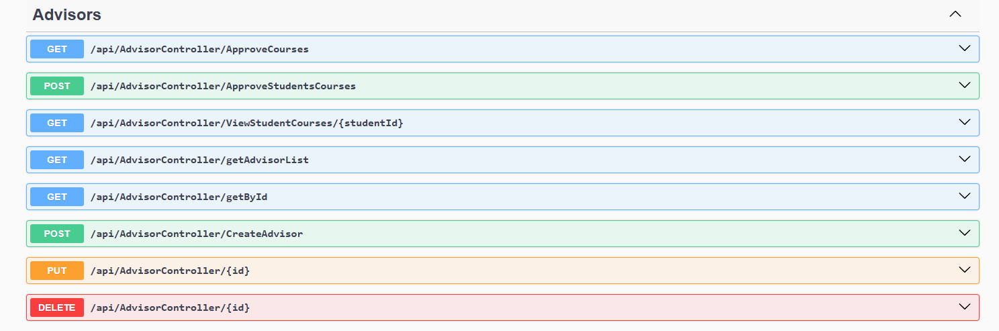 Advisors
GET /api/AdvisorController/ApproveCourses
POST /api/AdvisorController/ApproveStudentsCourses
GET /api/AdvisorController/ViewStudentCourses/{studentId}
GET /api/AdvisorController/getAdvisorList
GET /api/AdvisorController/getById
POST /api/AdvisorController/CreateAdvisor
PUT /api/AdvisorController/{id}
DELETE /api/AdvisorController/{id}